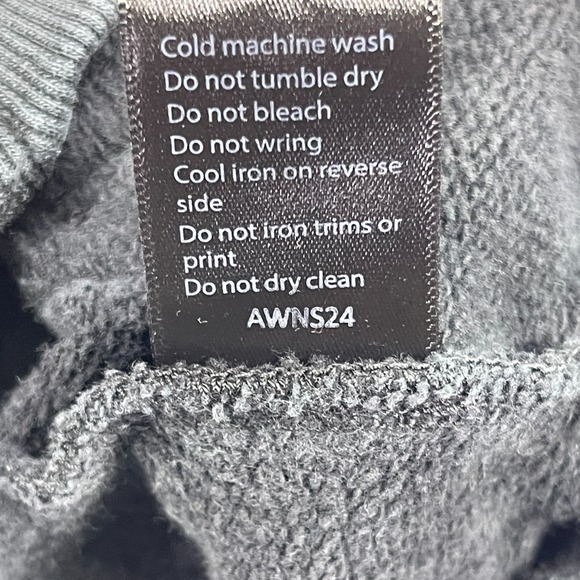 Cold machine wash
Do not tumble dry
Do not bleach
Do not wring
Cool iron on reverse
side
Do not iron trims or
print
Do not dry clean
AWNS24